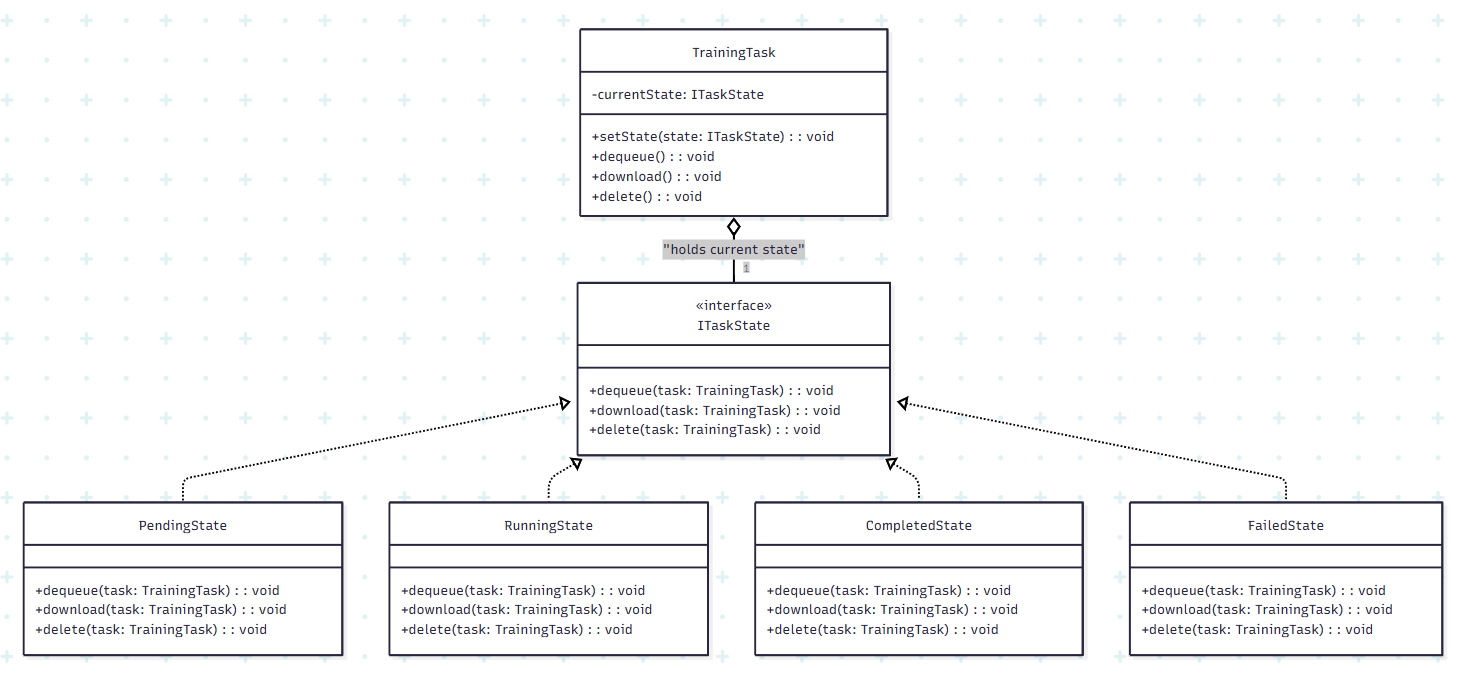 TrainingTask
-currentState: ITaskState
+setState(state: ITaskState) : : void
+dequeue() : : void
+download() : : void
+delete() : : void
"holds current state"
1
«interface»
ITaskState
+dequeue(task: TrainingTask) : : void
+download(task: TrainingTask) : : void
+delete(task: TrainingTask) : : void
PendingState
+dequeue(task: TrainingTask) : : void
+download(task: TrainingTask) : : void
+delete(task: TrainingTask) : : void
RunningState
+dequeue(task: TrainingTask) : : void
+download(task: TrainingTask) : : void
+delete(task: TrainingTask) : : void
CompletedState
+dequeue(task: TrainingTask) : : void
+download(task: TrainingTask) : : void
+delete(task: TrainingTask) : : void
FailedState
+dequeue(task: TrainingTask) : : void
+download(task: TrainingTask) : : void
+delete(task: TrainingTask) : : void